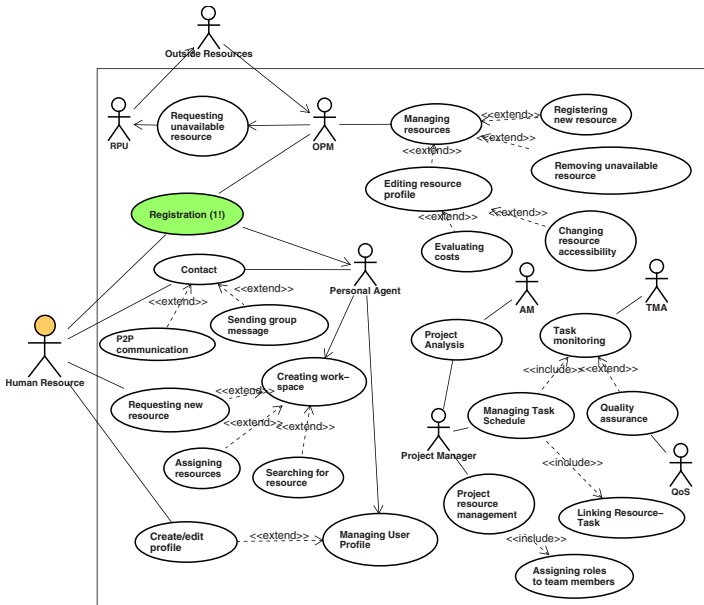 Outside Resources
RPU
Requesting
unavailable
resource
OPM
Managing
resources
<<extend>>
Registering
new resource
<<extend>>
Removing unavailable
resource
<<extend>>
Editing resource
profile
<<extend>>
Changing
resource
accessibility
<<extend>>
Evaluating
costs
Registration (1!)
Contact
Personal Agent
<<extend>>
<<extend>>
P2P
communication
Sending group
message
Human Resource
AM
TMA
Project
Analysis
Task
monitoring
<<include>>
<<extend>>
Creating work–
space
Requesting new
resource
<<extend>>
<<extend>>
<<extend>>
Assigning
resources
Searching for
resource
Managing Task
Schedule
Quality
assurance
Project Manager
<<include>>
QoS
Project
resource
management
Linking Resource–
Task
Create/edit
profile
<<extend>>
Managing User
Profile
<<include>>
Assigning roles
to team members